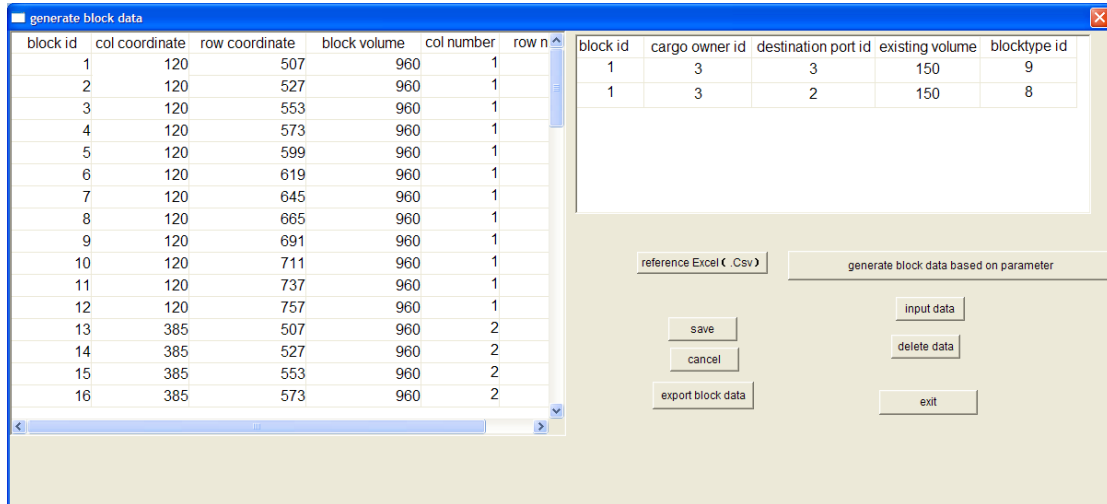 generate block data
block id col coordinate row coordinate block volume col number row n
1 120 507 960 1
2 120 527 960 1
3 120 553 960 1
4 120 573 960 1
5 120 599 960 1
6 120 619 960 1
7 120 645 960 1
8 120 665 960 1
9 120 691 960 1
10 120 711 960 1
11 120 737 960 1
12 120 757 960 1
13 385 507 960 2
14 385 527 960 2
15 385 553 960 2
16 385 573 960 2
block id cargo owner id destination port id existing volume blocktype id
1 3 3 150 9
1 3 2 150 8
reference Excel( .Csv)
generate block data based on parameter
input data
save
delete data
cancel
export block data
exit